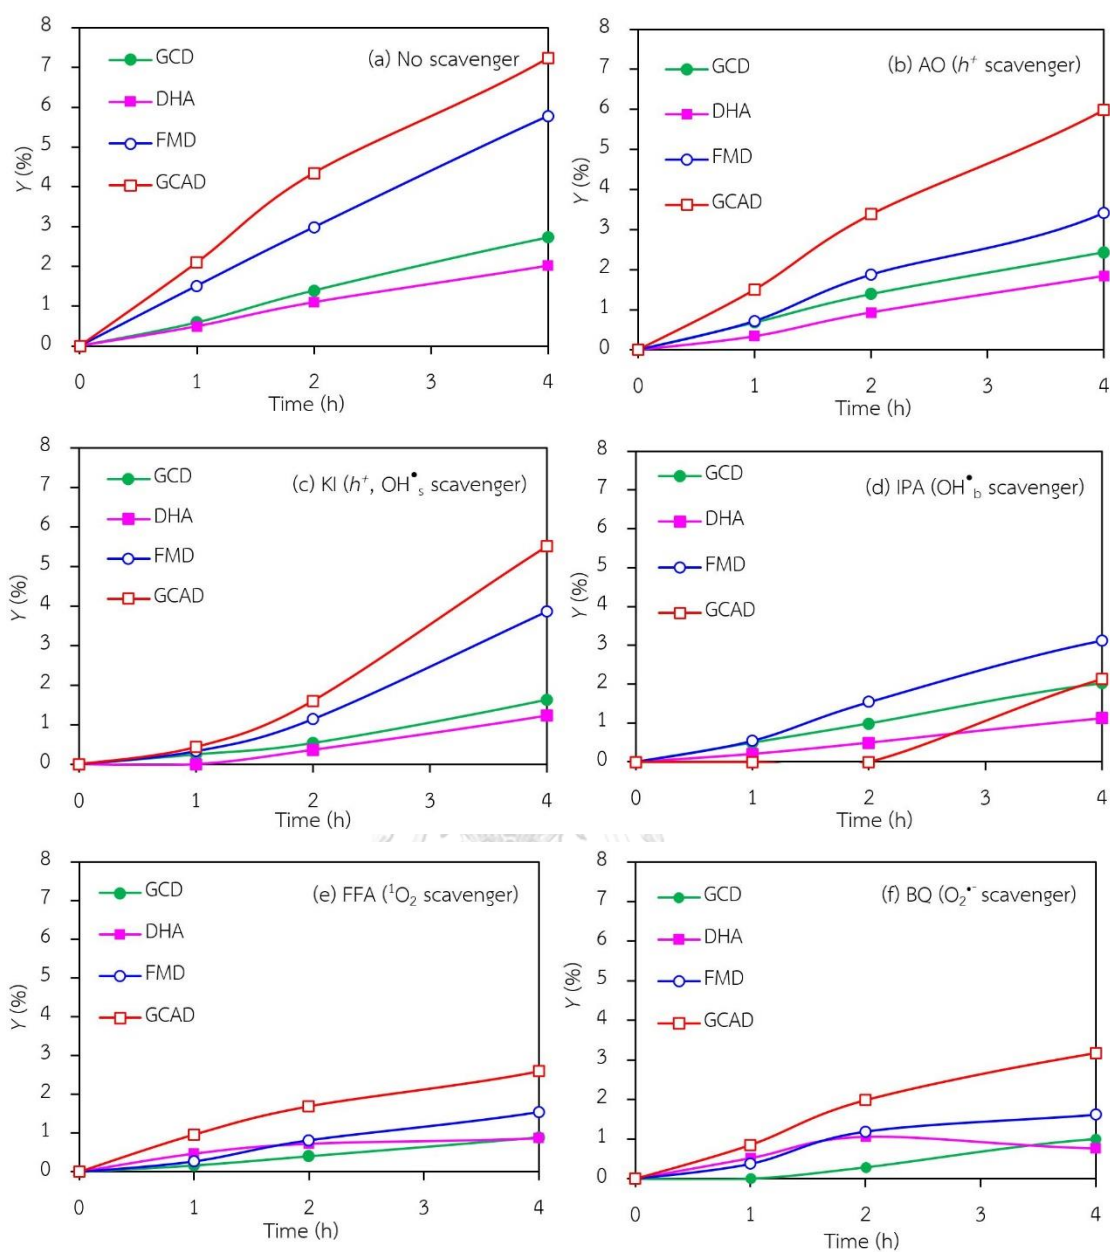 (a) No scavenger
GCD
DHA
FMD
GCAD
8
7
6
5
4
3
2
1
0
Y (%)
0 1 2 3 4
Time (h)
(b) AO (h⁺ scavenger)
GCD
DHA
FMD
GCAD
8
7
6
5
4
3
2
1
0
Y (%)
0 1 2 3 4
Time (h)
(c) KI (h⁺, OH•s scavenger)
GCD
DHA
FMD
GCAD
8
7
6
5
4
3
2
1
0
Y (%)
0 1 2 3 4
Time (h)
(d) IPA (OH•b scavenger)
GCD
DHA
FMD
GCAD
8
7
6
5
4
3
2
1
0
Y (%)
0 1 2 3 4
Time (h)
(e) FFA (¹O₂ scavenger)
GCD
DHA
FMD
GCAD
8
7
6
5
4
3
2
1
0
Y (%)
0 1 2 3 4
Time (h)
(f) BQ (O₂•⁻ scavenger)
GCD
DHA
FMD
GCAD
8
7
6
5
4
3
2
1
0
Y (%)
0 1 2 3 4
Time (h)